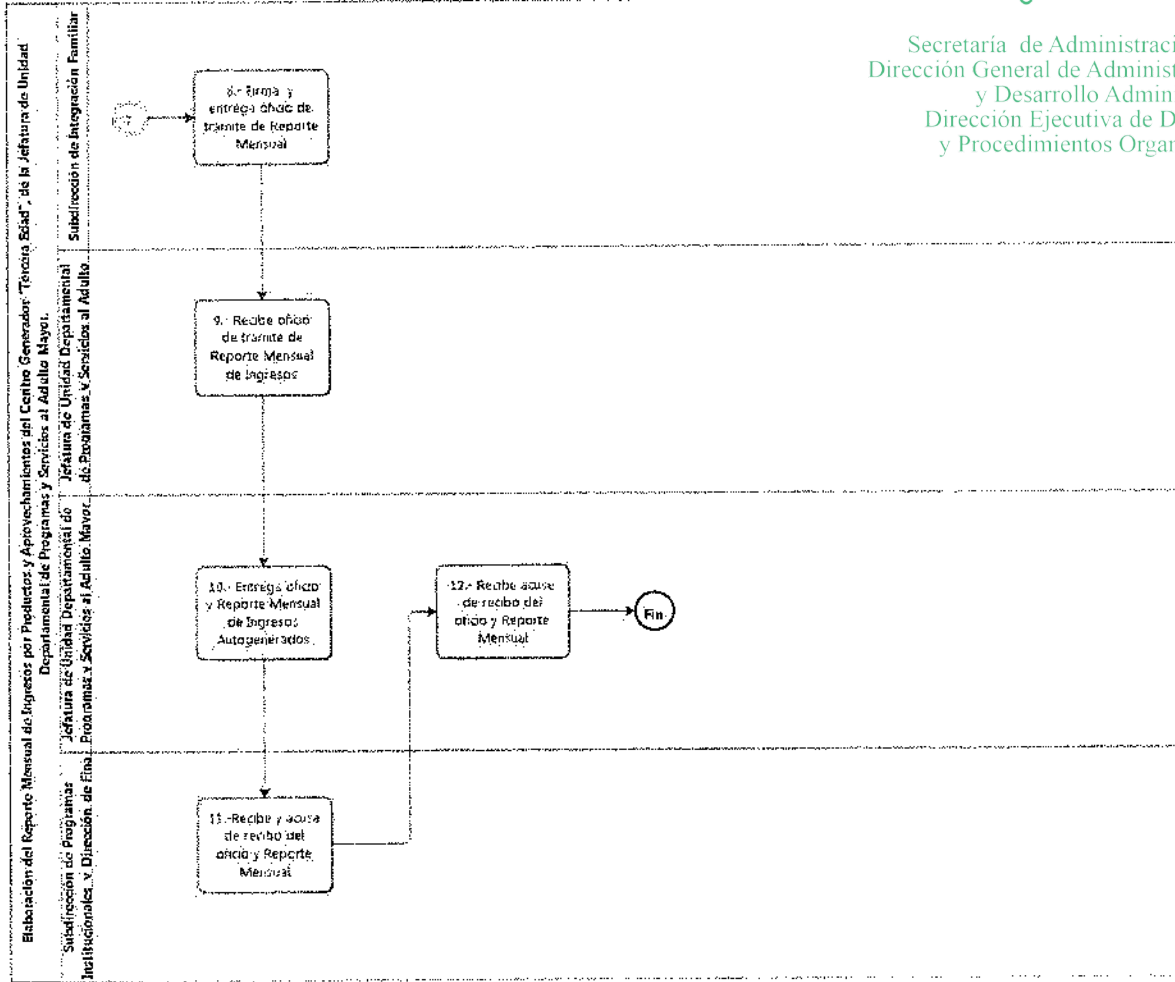 Secretaría de Administraci
Dirección General de Administ
y Desarrollo Admin
Dirección Ejecutiva de D
y Procedimientos Organ
Elaboración del Reporte Mensual de Ingresos por Productos y Aprovechamientos del Centro Generador "Tercera Edad", de la Jefatura de Unidad
Departamental de Programas y Servicios al Adulto Mayor.
Subdirección de Integración Familiar
7
8.- Firma y
entrega oficio de
trámite de Reporte
Mensual
Jefatura de Unidad Departamental
de Programas y Servicios al Adulto
9.- Recibe oficio
de trámite de
Reporte Mensual
de Ingresos
Jefatura de Unidad Departamental de
Programas y Servicios al Adulto Mayor
10.- Entrega oficio
y Reporte Mensual
de Ingresos
Autogenerados
12.- Recibe acuse
de recibo del
oficio y Reporte
Mensual
Fin
Subdirección de Programas
Institucionales y Dirección de Fina
11.-Recibe y acusa
de recibo del
oficio y Reporte
Mensual